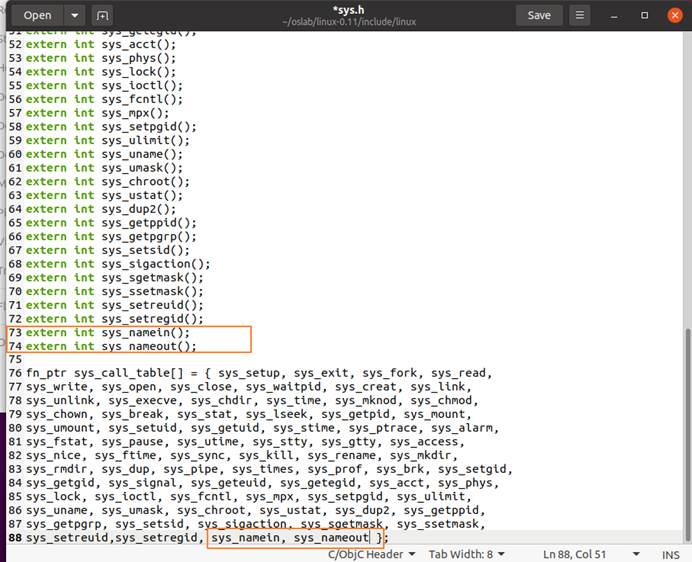 Open
*sys.h
~/oslab/linux-0.11/include/linux
Save
51 extern int sys_getegid();
52 extern int sys_acct();
53 extern int sys_phys();
54 extern int sys_lock();
55 extern int sys_ioctl();
56 extern int sys_fcntl();
57 extern int sys_mpx();
58 extern int sys_setpgid();
59 extern int sys_ulimit();
60 extern int sys_uname();
61 extern int sys_umask();
62 extern int sys_chroot();
63 extern int sys_ustat();
64 extern int sys_dup2();
65 extern int sys_getppid();
66 extern int sys_getpgrp();
67 extern int sys_setsid();
68 extern int sys_sigaction();
69 extern int sys_sgetmask();
70 extern int sys_ssetmask();
71 extern int sys_setreuid();
72 extern int sys_setregid();
73 extern int sys_namein();
74 extern int sys_nameout();
75
76 fn_ptr sys_call_table[] = { sys_setup, sys_exit, sys_fork, sys_read,
77 sys_write, sys_open, sys_close, sys_waitpid, sys_creat, sys_link,
78 sys_unlink, sys_execve, sys_chdir, sys_time, sys_mknod, sys_chmod,
79 sys_chown, sys_break, sys_stat, sys_lseek, sys_getpid, sys_mount,
80 sys_umount, sys_setuid, sys_getuid, sys_stime, sys_ptrace, sys_alarm,
81 sys_fstat, sys_pause, sys_utime, sys_stty, sys_gtty, sys_access,
82 sys_nice, sys_ftime, sys_sync, sys_kill, sys_rename, sys_mkdir,
83 sys_rmdir, sys_dup, sys_pipe, sys_times, sys_prof, sys_brk, sys_setgid,
84 sys_getgid, sys_signal, sys_geteuid, sys_getegid, sys_acct, sys_phys,
85 sys_lock, sys_ioctl, sys_fcntl, sys_mpx, sys_setpgid, sys_ulimit,
86 sys_uname, sys_umask, sys_chroot, sys_ustat, sys_dup2, sys_getppid,
87 sys_getpgrp, sys_setsid, sys_sigaction, sys_sgetmask, sys_ssetmask,
88 sys_setreuid,sys_setregid, sys_namein, sys_nameout };
C/ObjC Header Tab Width: 8 Ln 88, Col 51 INS